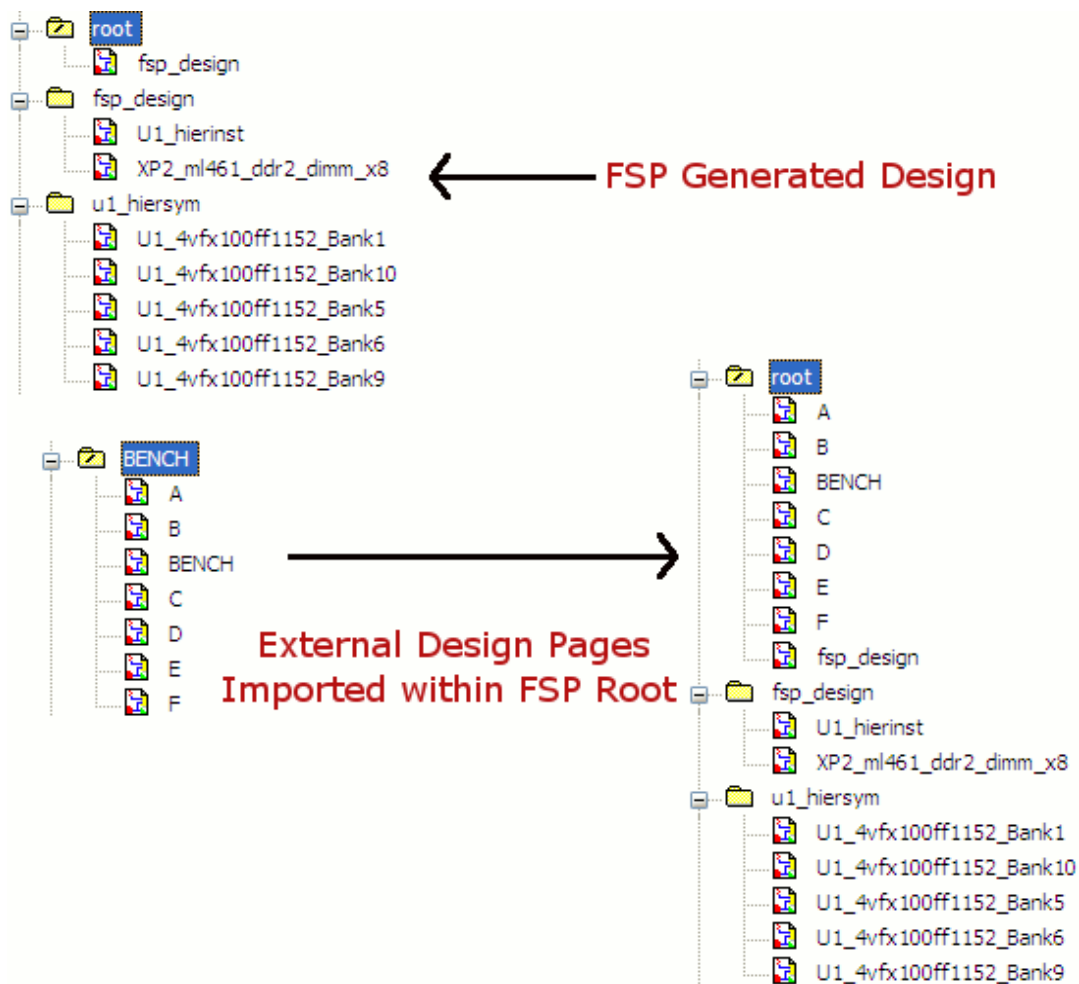 root
fsp_design
fsp_design
U1_hierinst
XP2_ml461_ddr2_dimm_x8
FSP Generated Design
u1_hiersym
U1_4vfx100ff1152_Bank1
U1_4vfx100ff1152_Bank10
U1_4vfx100ff1152_Bank5
U1_4vfx100ff1152_Bank6
U1_4vfx100ff1152_Bank9
BENCH
A
B
BENCH
C
D
E
F
External Design Pages
Imported within FSP Root
root
A
B
BENCH
C
D
E
F
fsp_design
fsp_design
U1_hierinst
XP2_ml461_ddr2_dimm_x8
u1_hiersym
U1_4vfx100ff1152_Bank1
U1_4vfx100ff1152_Bank10
U1_4vfx100ff1152_Bank5
U1_4vfx100ff1152_Bank6
U1_4vfx100ff1152_Bank9